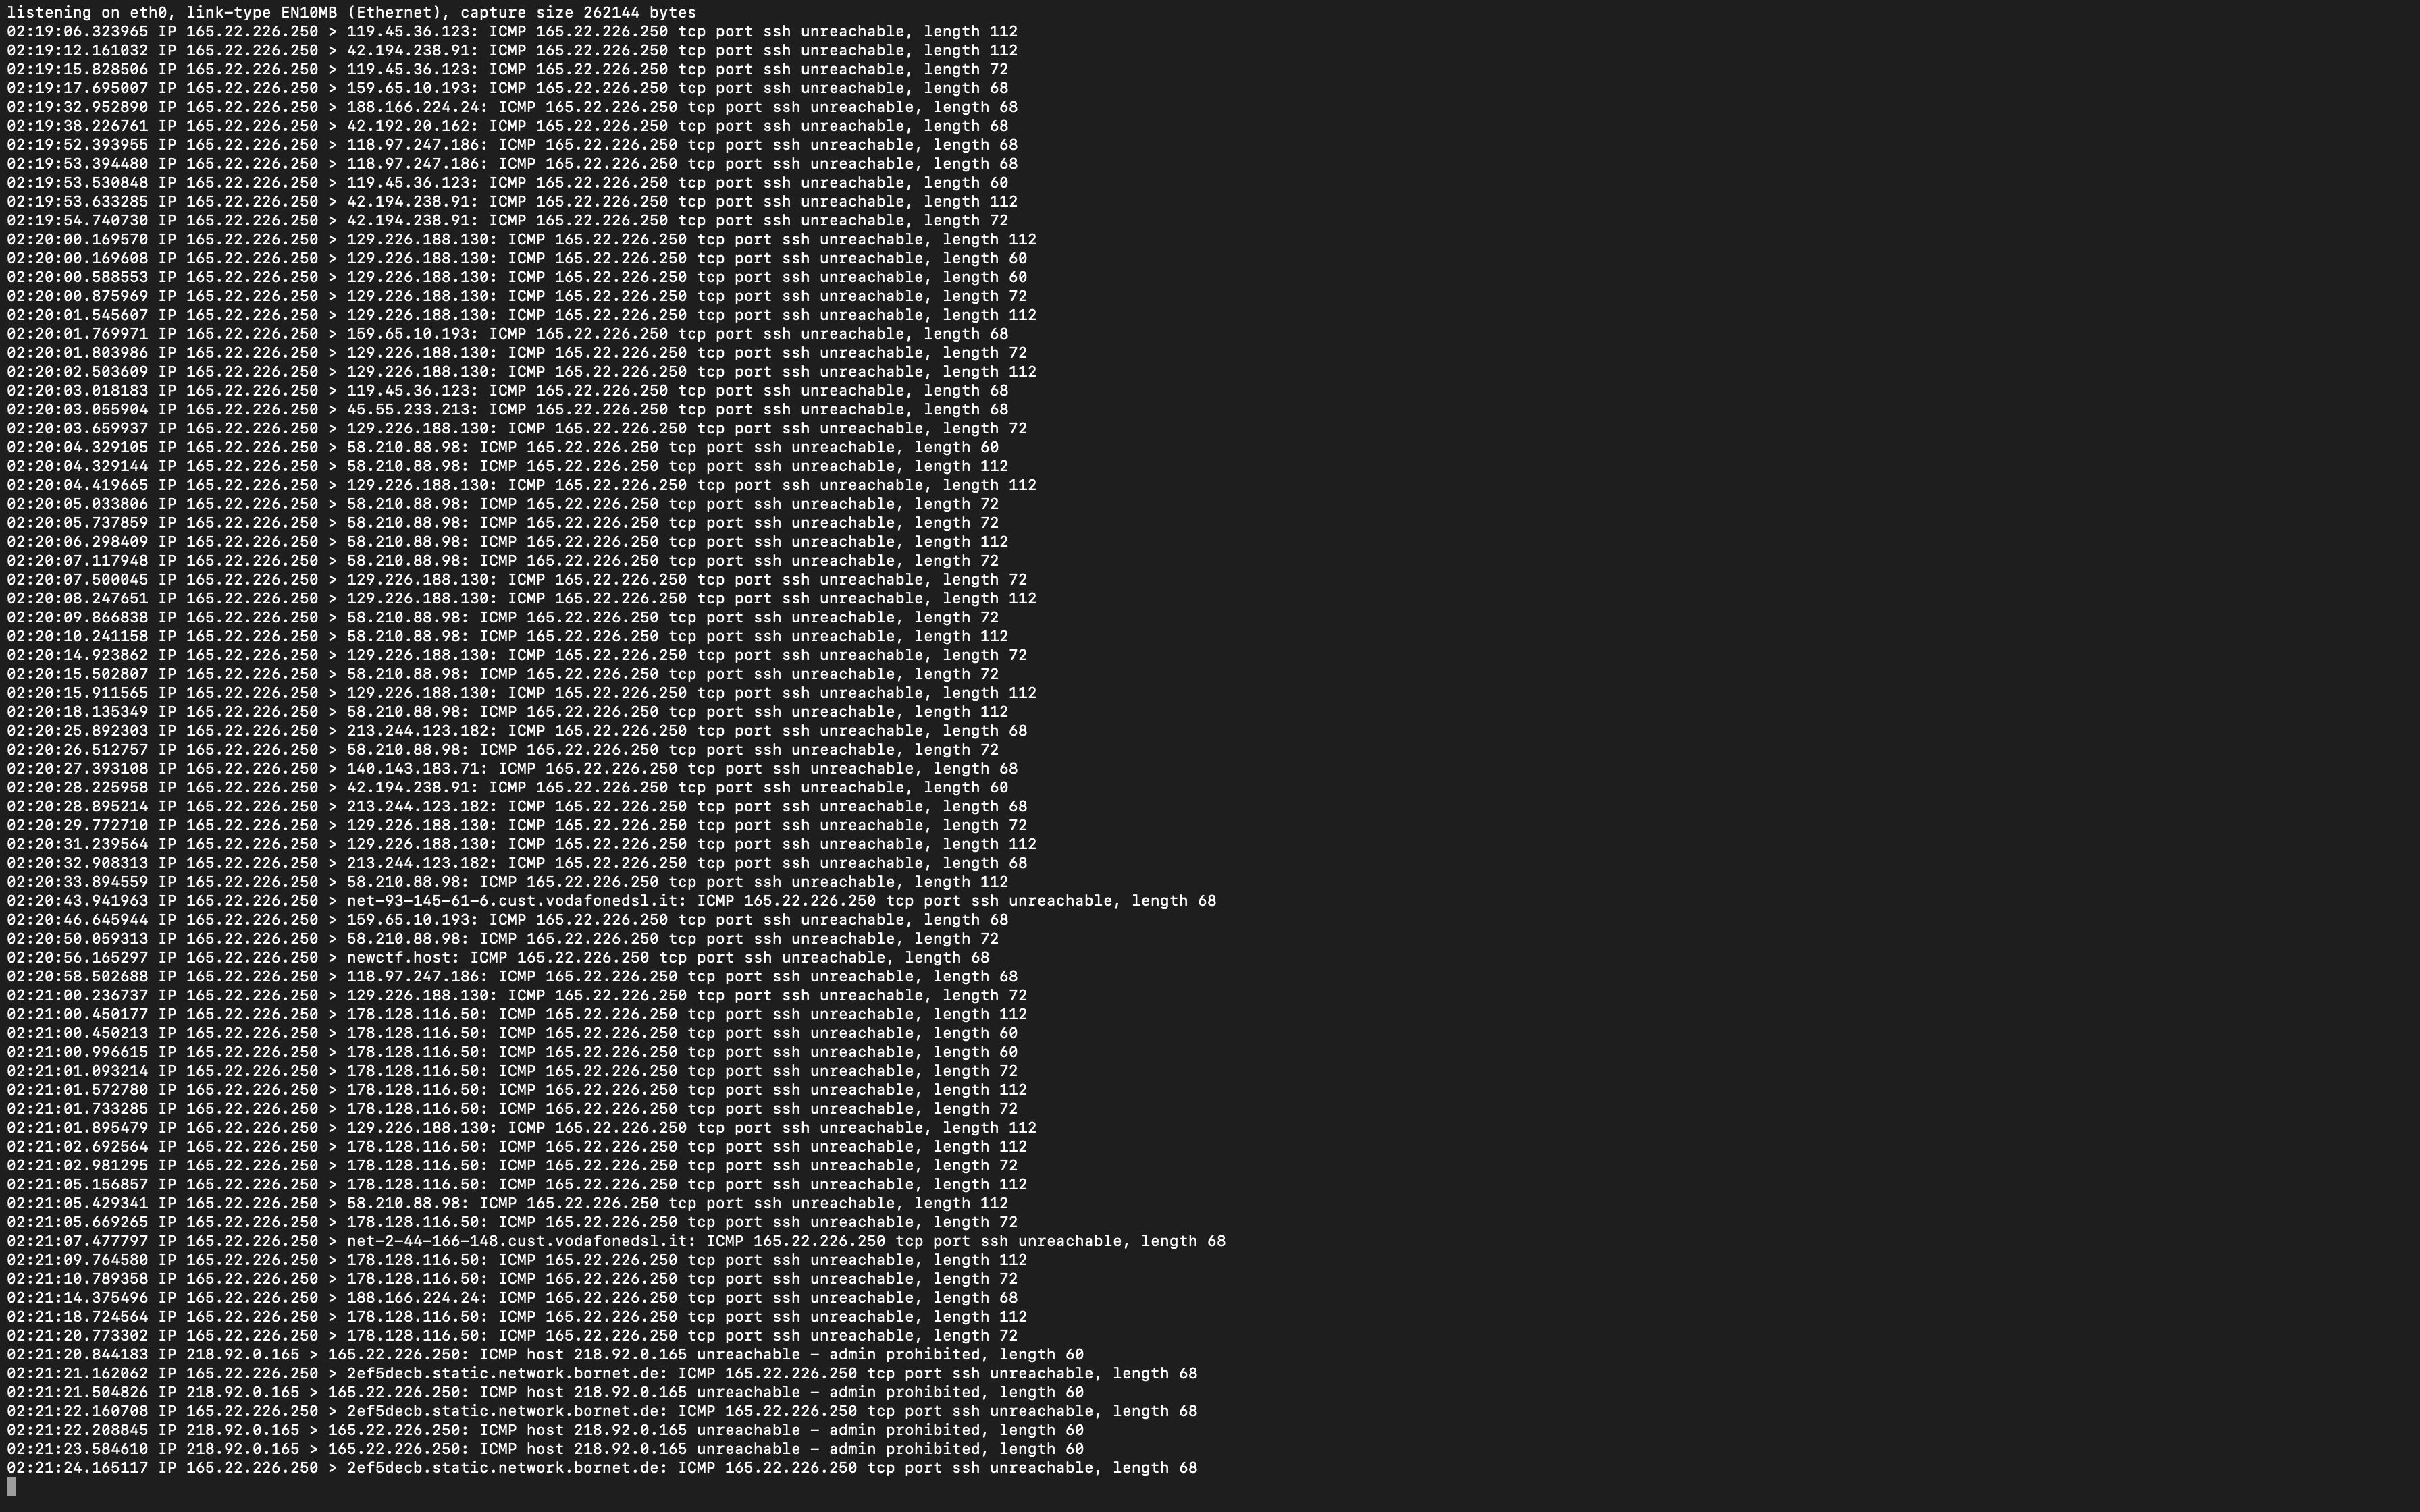 listening on eth0, link-type EN10MB (Ethernet), capture size 262144 bytes
02:19:06.323965 IP 165.22.226.250 > 119.45.36.123: ICMP 165.22.226.250 tcp port ssh unreachable, length 112
02:19:12.161032 IP 165.22.226.250 > 42.194.238.91: ICMP 165.22.226.250 tcp port ssh unreachable, length 112
02:19:15.828506 IP 165.22.226.250 > 119.45.36.123: ICMP 165.22.226.250 tcp port ssh unreachable, length 72
02:19:17.695007 IP 165.22.226.250 > 159.65.10.193: ICMP 165.22.226.250 tcp port ssh unreachable, length 68
02:19:32.952890 IP 165.22.226.250 > 188.166.224.24: ICMP 165.22.226.250 tcp port ssh unreachable, length 68
02:19:38.226761 IP 165.22.226.250 > 42.192.20.162: ICMP 165.22.226.250 tcp port ssh unreachable, length 68
02:19:52.393955 IP 165.22.226.250 > 118.97.247.186: ICMP 165.22.226.250 tcp port ssh unreachable, length 68
02:19:53.394480 IP 165.22.226.250 > 118.97.247.186: ICMP 165.22.226.250 tcp port ssh unreachable, length 68
02:19:53.530848 IP 165.22.226.250 > 119.45.36.123: ICMP 165.22.226.250 tcp port ssh unreachable, length 60
02:19:53.633285 IP 165.22.226.250 > 42.194.238.91: ICMP 165.22.226.250 tcp port ssh unreachable, length 112
02:19:54.740730 IP 165.22.226.250 > 42.194.238.91: ICMP 165.22.226.250 tcp port ssh unreachable, length 72
02:20:00.169570 IP 165.22.226.250 > 129.226.188.130: ICMP 165.22.226.250 tcp port ssh unreachable, length 112
02:20:00.169608 IP 165.22.226.250 > 129.226.188.130: ICMP 165.22.226.250 tcp port ssh unreachable, length 60
02:20:00.588553 IP 165.22.226.250 > 129.226.188.130: ICMP 165.22.226.250 tcp port ssh unreachable, length 60
02:20:00.875969 IP 165.22.226.250 > 129.226.188.130: ICMP 165.22.226.250 tcp port ssh unreachable, length 72
02:20:01.545607 IP 165.22.226.250 > 129.226.188.130: ICMP 165.22.226.250 tcp port ssh unreachable, length 112
02:20:01.769971 IP 165.22.226.250 > 159.65.10.193: ICMP 165.22.226.250 tcp port ssh unreachable, length 68
02:20:01.803986 IP 165.22.226.250 > 129.226.188.130: ICMP 165.22.226.250 tcp port ssh unreachable, length 72
02:20:02.503609 IP 165.22.226.250 > 129.226.188.130: ICMP 165.22.226.250 tcp port ssh unreachable, length 112
02:20:03.018183 IP 165.22.226.250 > 119.45.36.123: ICMP 165.22.226.250 tcp port ssh unreachable, length 68
02:20:03.055904 IP 165.22.226.250 > 45.55.233.213: ICMP 165.22.226.250 tcp port ssh unreachable, length 68
02:20:03.659937 IP 165.22.226.250 > 129.226.188.130: ICMP 165.22.226.250 tcp port ssh unreachable, length 72
02:20:04.329105 IP 165.22.226.250 > 58.210.88.98: ICMP 165.22.226.250 tcp port ssh unreachable, length 60
02:20:04.329144 IP 165.22.226.250 > 58.210.88.98: ICMP 165.22.226.250 tcp port ssh unreachable, length 112
02:20:04.419665 IP 165.22.226.250 > 129.226.188.130: ICMP 165.22.226.250 tcp port ssh unreachable, length 112
02:20:05.033806 IP 165.22.226.250 > 58.210.88.98: ICMP 165.22.226.250 tcp port ssh unreachable, length 72
02:20:05.737859 IP 165.22.226.250 > 58.210.88.98: ICMP 165.22.226.250 tcp port ssh unreachable, length 72
02:20:06.298409 IP 165.22.226.250 > 58.210.88.98: ICMP 165.22.226.250 tcp port ssh unreachable, length 112
02:20:07.117948 IP 165.22.226.250 > 58.210.88.98: ICMP 165.22.226.250 tcp port ssh unreachable, length 72
02:20:07.500045 IP 165.22.226.250 > 129.226.188.130: ICMP 165.22.226.250 tcp port ssh unreachable, length 72
02:20:08.247651 IP 165.22.226.250 > 129.226.188.130: ICMP 165.22.226.250 tcp port ssh unreachable, length 112
02:20:09.866838 IP 165.22.226.250 > 58.210.88.98: ICMP 165.22.226.250 tcp port ssh unreachable, length 72
02:20:10.241158 IP 165.22.226.250 > 58.210.88.98: ICMP 165.22.226.250 tcp port ssh unreachable, length 112
02:20:14.923862 IP 165.22.226.250 > 129.226.188.130: ICMP 165.22.226.250 tcp port ssh unreachable, length 72
02:20:15.502807 IP 165.22.226.250 > 58.210.88.98: ICMP 165.22.226.250 tcp port ssh unreachable, length 72
02:20:15.911565 IP 165.22.226.250 > 129.226.188.130: ICMP 165.22.226.250 tcp port ssh unreachable, length 112
02:20:18.135349 IP 165.22.226.250 > 58.210.88.98: ICMP 165.22.226.250 tcp port ssh unreachable, length 112
02:20:25.892303 IP 165.22.226.250 > 213.244.123.182: ICMP 165.22.226.250 tcp port ssh unreachable, length 68
02:20:26.512757 IP 165.22.226.250 > 58.210.88.98: ICMP 165.22.226.250 tcp port ssh unreachable, length 72
02:20:27.393108 IP 165.22.226.250 > 140.143.183.71: ICMP 165.22.226.250 tcp port ssh unreachable, length 68
02:20:28.225958 IP 165.22.226.250 > 42.194.238.91: ICMP 165.22.226.250 tcp port ssh unreachable, length 60
02:20:28.895214 IP 165.22.226.250 > 213.244.123.182: ICMP 165.22.226.250 tcp port ssh unreachable, length 68
02:20:29.772710 IP 165.22.226.250 > 129.226.188.130: ICMP 165.22.226.250 tcp port ssh unreachable, length 72
02:20:31.239564 IP 165.22.226.250 > 129.226.188.130: ICMP 165.22.226.250 tcp port ssh unreachable, length 112
02:20:32.908313 IP 165.22.226.250 > 213.244.123.182: ICMP 165.22.226.250 tcp port ssh unreachable, length 68
02:20:33.894559 IP 165.22.226.250 > 58.210.88.98: ICMP 165.22.226.250 tcp port ssh unreachable, length 112
02:20:43.941963 IP 165.22.226.250 > net-93-145-61-6.cust.vodafonedsl.it: ICMP 165.22.226.250 tcp port ssh unreachable, length 68
02:20:46.645944 IP 165.22.226.250 > 159.65.10.193: ICMP 165.22.226.250 tcp port ssh unreachable, length 68
02:20:50.059313 IP 165.22.226.250 > 58.210.88.98: ICMP 165.22.226.250 tcp port ssh unreachable, length 72
02:20:56.165297 IP 165.22.226.250 > newctf.host: ICMP 165.22.226.250 tcp port ssh unreachable, length 68
02:20:58.502688 IP 165.22.226.250 > 118.97.247.186: ICMP 165.22.226.250 tcp port ssh unreachable, length 68
02:21:00.236737 IP 165.22.226.250 > 129.226.188.130: ICMP 165.22.226.250 tcp port ssh unreachable, length 72
02:21:00.450177 IP 165.22.226.250 > 178.128.116.50: ICMP 165.22.226.250 tcp port ssh unreachable, length 112
02:21:00.450213 IP 165.22.226.250 > 178.128.116.50: ICMP 165.22.226.250 tcp port ssh unreachable, length 60
02:21:00.996615 IP 165.22.226.250 > 178.128.116.50: ICMP 165.22.226.250 tcp port ssh unreachable, length 60
02:21:01.093214 IP 165.22.226.250 > 178.128.116.50: ICMP 165.22.226.250 tcp port ssh unreachable, length 72
02:21:01.572780 IP 165.22.226.250 > 178.128.116.50: ICMP 165.22.226.250 tcp port ssh unreachable, length 112
02:21:01.733285 IP 165.22.226.250 > 178.128.116.50: ICMP 165.22.226.250 tcp port ssh unreachable, length 72
02:21:01.895479 IP 165.22.226.250 > 129.226.188.130: ICMP 165.22.226.250 tcp port ssh unreachable, length 112
02:21:02.692564 IP 165.22.226.250 > 178.128.116.50: ICMP 165.22.226.250 tcp port ssh unreachable, length 112
02:21:02.981295 IP 165.22.226.250 > 178.128.116.50: ICMP 165.22.226.250 tcp port ssh unreachable, length 72
02:21:05.156857 IP 165.22.226.250 > 178.128.116.50: ICMP 165.22.226.250 tcp port ssh unreachable, length 112
02:21:05.429341 IP 165.22.226.250 > 58.210.88.98: ICMP 165.22.226.250 tcp port ssh unreachable, length 112
02:21:05.669265 IP 165.22.226.250 > 178.128.116.50: ICMP 165.22.226.250 tcp port ssh unreachable, length 72
02:21:07.477797 IP 165.22.226.250 > net-2-44-166-148.cust.vodafonedsl.it: ICMP 165.22.226.250 tcp port ssh unreachable, length 68
02:21:09.764580 IP 165.22.226.250 > 178.128.116.50: ICMP 165.22.226.250 tcp port ssh unreachable, length 112
02:21:10.789358 IP 165.22.226.250 > 178.128.116.50: ICMP 165.22.226.250 tcp port ssh unreachable, length 72
02:21:14.375496 IP 165.22.226.250 > 188.166.224.24: ICMP 165.22.226.250 tcp port ssh unreachable, length 68
02:21:18.724564 IP 165.22.226.250 > 178.128.116.50: ICMP 165.22.226.250 tcp port ssh unreachable, length 112
02:21:20.773302 IP 165.22.226.250 > 178.128.116.50: ICMP 165.22.226.250 tcp port ssh unreachable, length 72
02:21:20.844183 IP 218.92.0.165 > 165.22.226.250: ICMP host 218.92.0.165 unreachable - admin prohibited, length 60
02:21:21.162062 IP 165.22.226.250 > 2ef5decb.static.network.bornet.de: ICMP 165.22.226.250 tcp port ssh unreachable, length 68
02:21:21.504826 IP 218.92.0.165 > 165.22.226.250: ICMP host 218.92.0.165 unreachable - admin prohibited, length 60
02:21:22.160708 IP 165.22.226.250 > 2ef5decb.static.network.bornet.de: ICMP 165.22.226.250 tcp port ssh unreachable, length 68
02:21:22.208845 IP 218.92.0.165 > 165.22.226.250: ICMP host 218.92.0.165 unreachable - admin prohibited, length 60
02:21:23.584610 IP 218.92.0.165 > 165.22.226.250: ICMP host 218.92.0.165 unreachable - admin prohibited, length 60
02:21:24.165117 IP 165.22.226.250 > 2ef5decb.static.network.bornet.de: ICMP 165.22.226.250 tcp port ssh unreachable, length 68